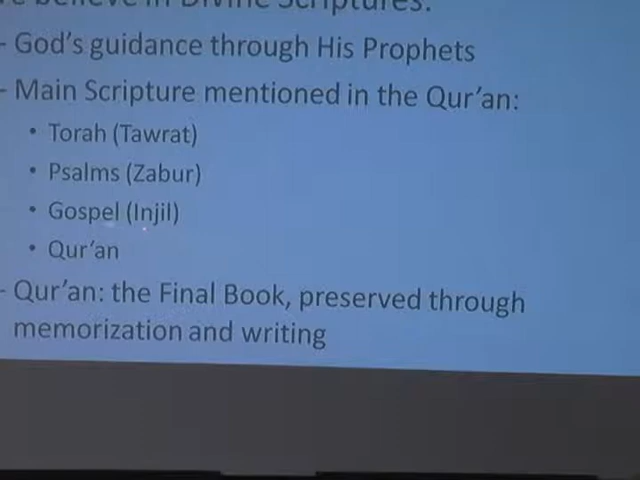 believe in Divine Scriptures:
- God's guidance through His Prophets
- Main Scripture mentioned in the Qur'an:
• Torah (Tawrat)
• Psalms (Zabur)
• Gospel (Injil)
• Qur'an
- Qur'an: the Final Book, preserved through
memorization and writing